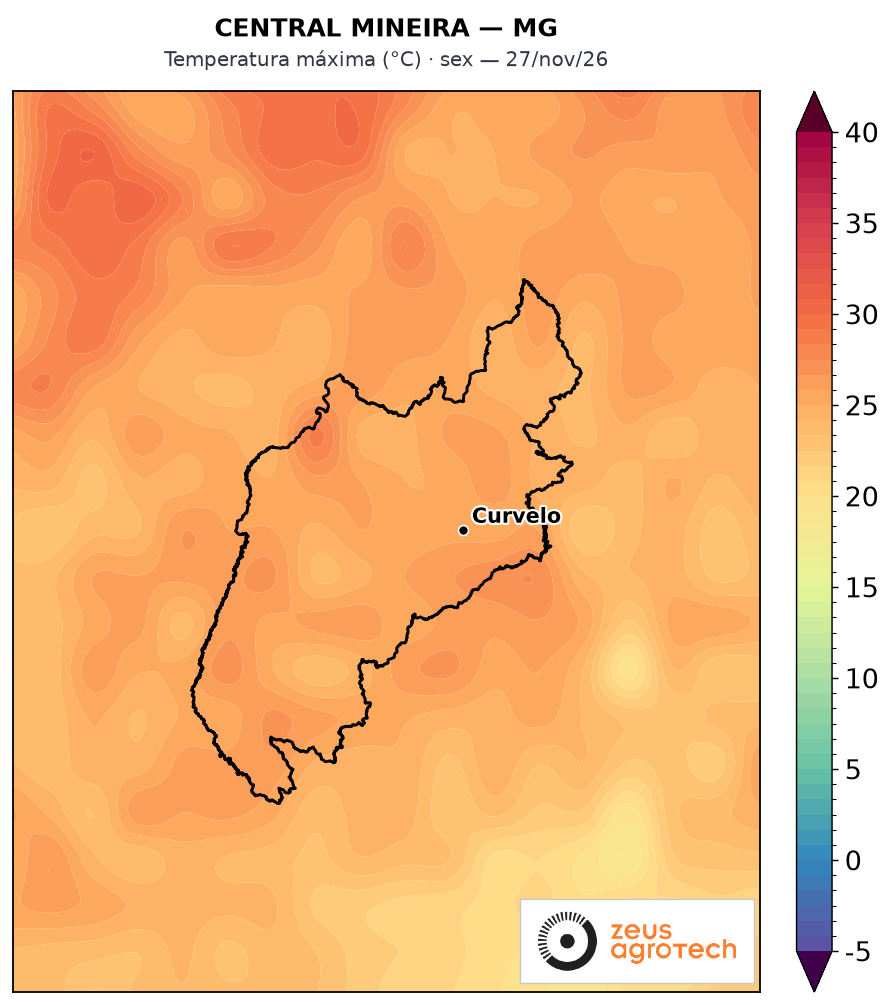 CENTRAL MINEIRA — MG
Temperatura máxima (°C) · sex — 27/nov/26
Curvelo
40
35
30
25
20
15
10
5
0
-5
zeus
agrotech